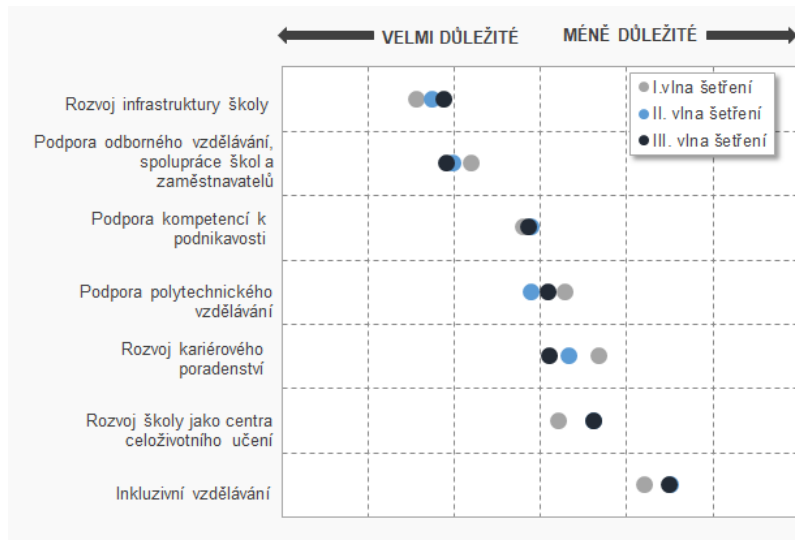 VELMI DŮLEŽITÉ MÉNĚ DŮLEŽITÉ
I.vlna šetření
II. vlna šetření
III. vlna šetření
Rozvoj infrastruktury školy
Podpora odborného vzdělávání,
spolupráce škol a
zaměstnavatelů
Podpora kompetencí k
podnikavosti
Podpora polytechnického
vzdělávání
Rozvoj kariérového
poradenství
Rozvoj školy jako centra
celoživotního učení
Inkluzivní vzdělávání